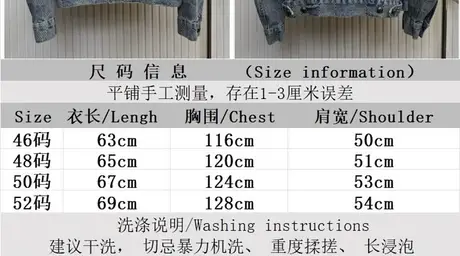 尺码信息 （Size information）
平铺手工测量，存在1-3厘米误差
Size 衣长/Lengh 胸围/Chest 肩宽/Shoulder
46码 63cm 116cm 50cm
48码 65cm 120cm 51cm
50码 67cm 124cm 53cm
52码 69cm 128cm 54cm
洗涤说明/Washing instructions
建议干洗、切忌暴力机洗、重度揉搓、长浸泡